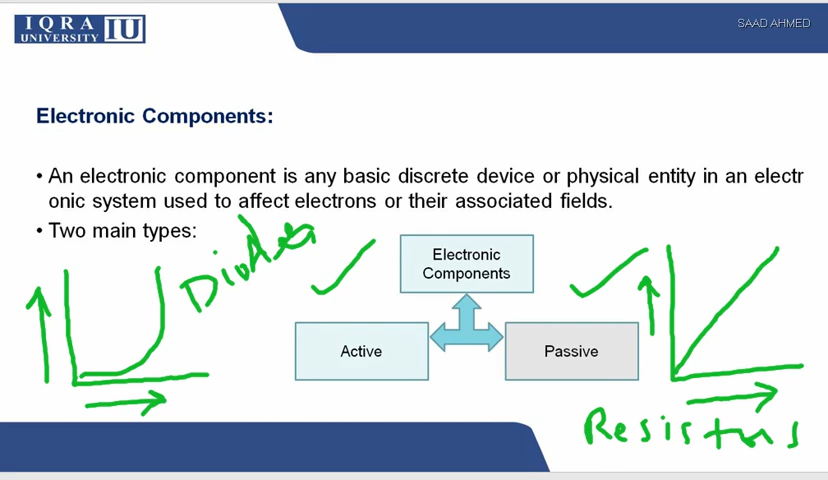 IQRA
UNIVERSITY IU
SAAD AHMED
Electronic Components:
• An electronic component is any basic discrete device or physical entity in an electr
onic system used to affect electrons or their associated fields.
• Two main types:
Diodes
Electronic
Components
Active
Passive
Resistors